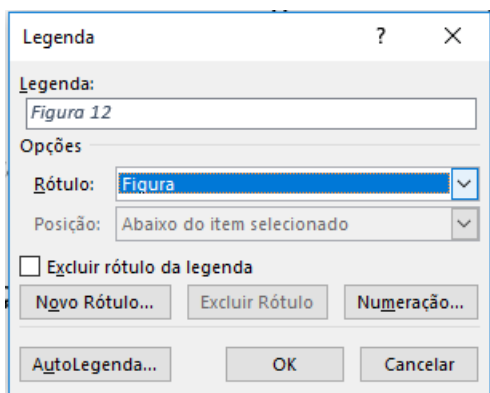 Legenda ?
Legenda:
Figura 12
Opções
Rótulo: Figura
Posição: Abaixo do item selecionado
Excluir rótulo da legenda
Novo Rótulo... Excluir Rótulo Numeração...
AutoLegenda... OK Cancelar